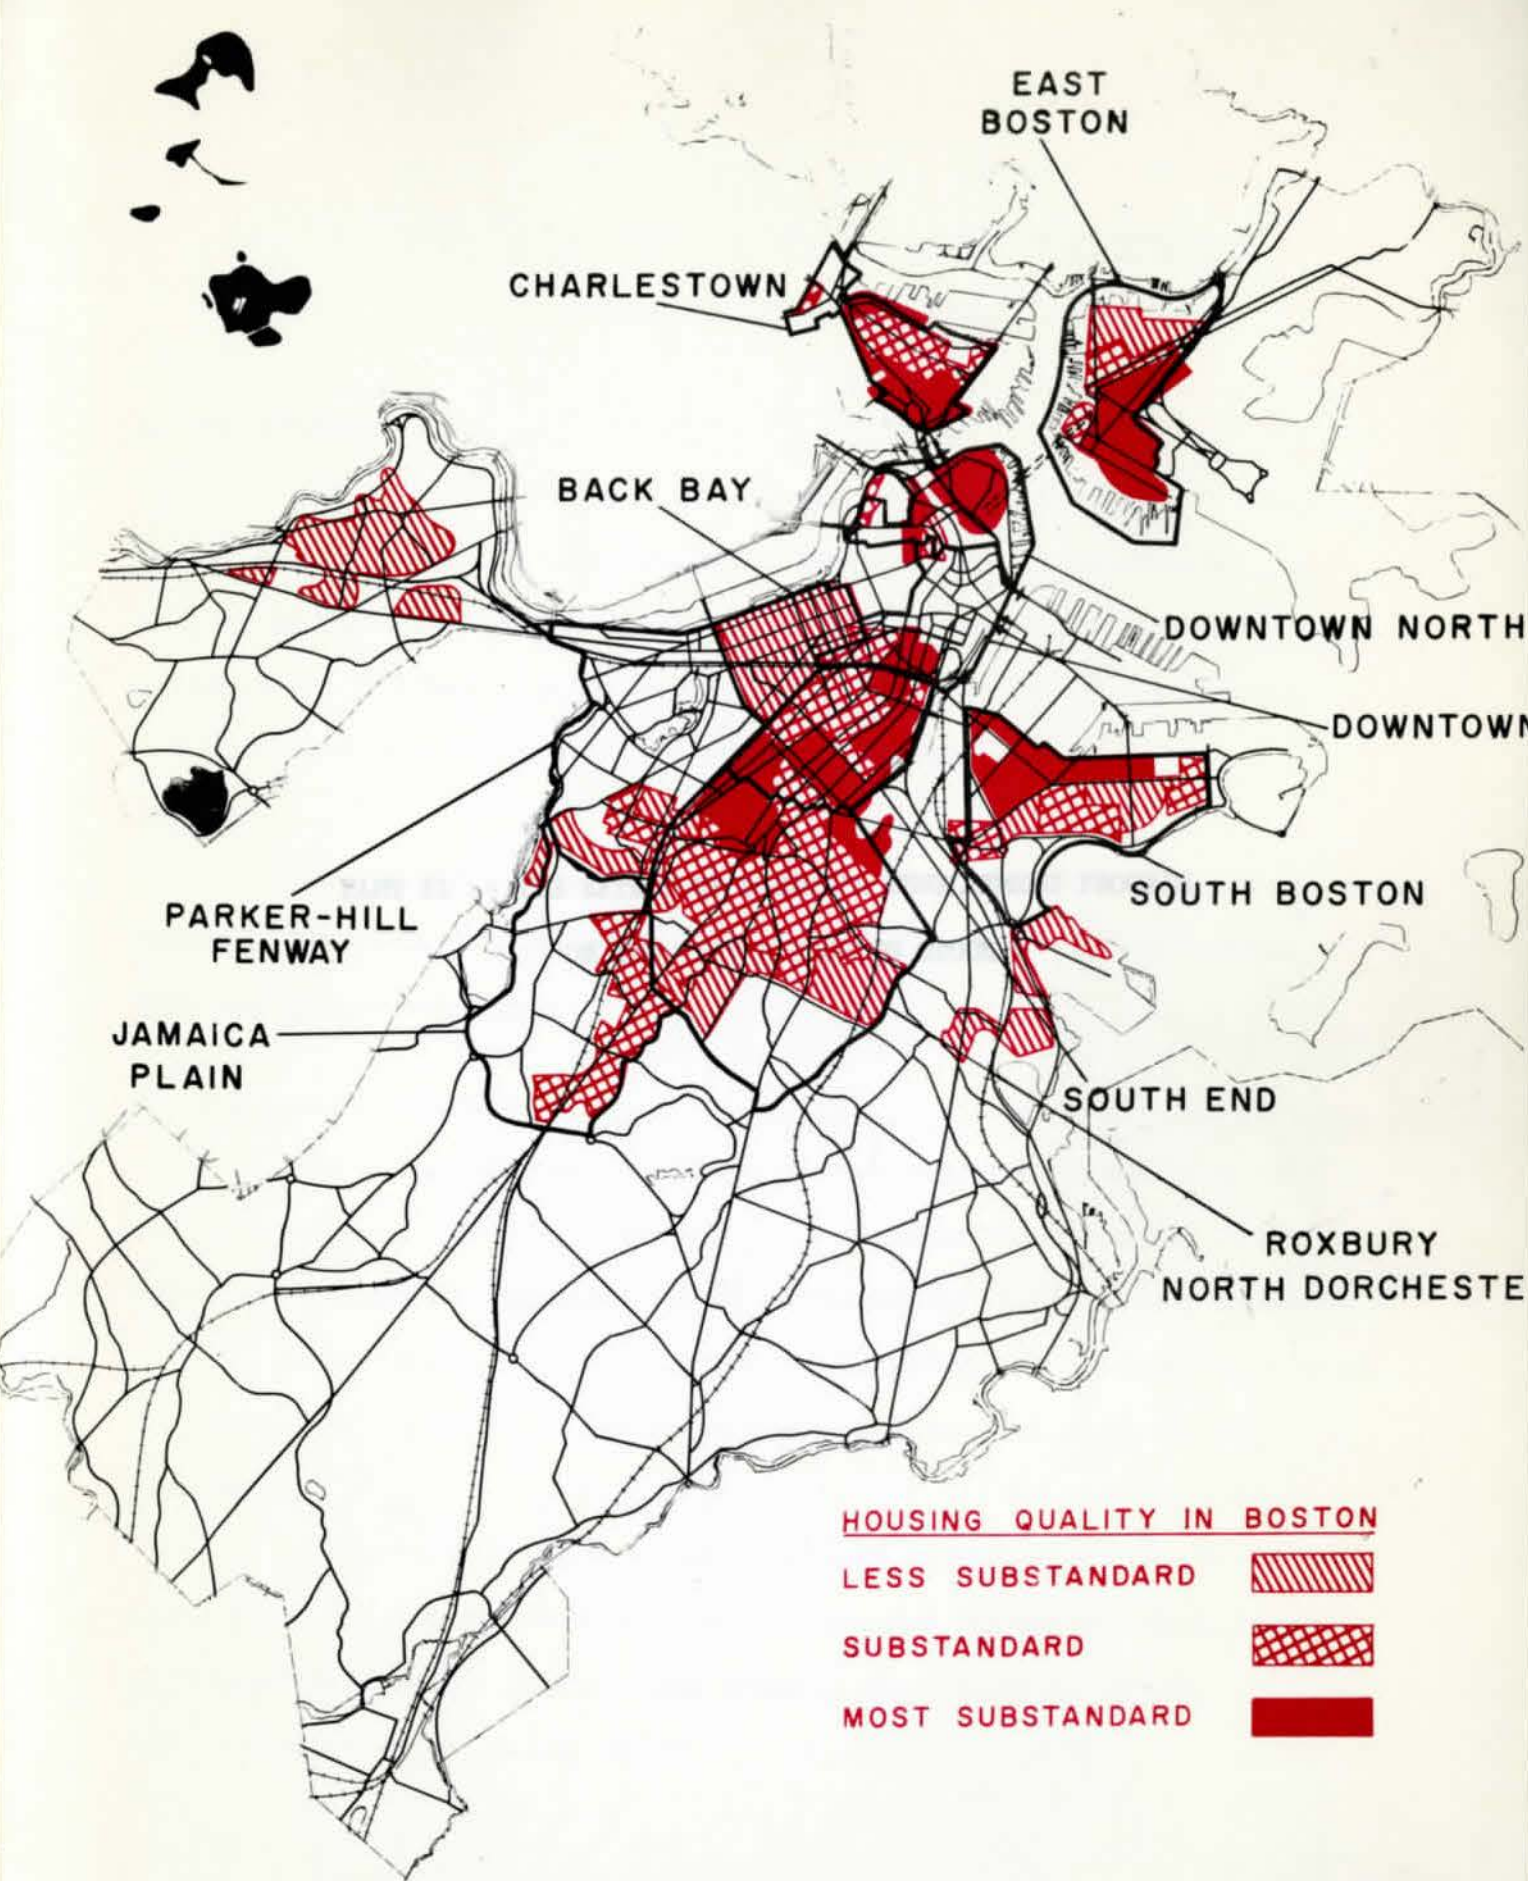 EAST
BOSTON
CHARLESTOWN
BACK BAY
DOWNTOWN NORTH
DOWNTOWN
SOUTH BOSTON
PARKER-HILL
FENWAY
JAMAICA
PLAIN
SOUTH END
ROXBURY
NORTH DORCHESTE
HOUSING QUALITY IN BOSTON
LESS SUBSTANDARD
SUBSTANDARD
MOST SUBSTANDARD